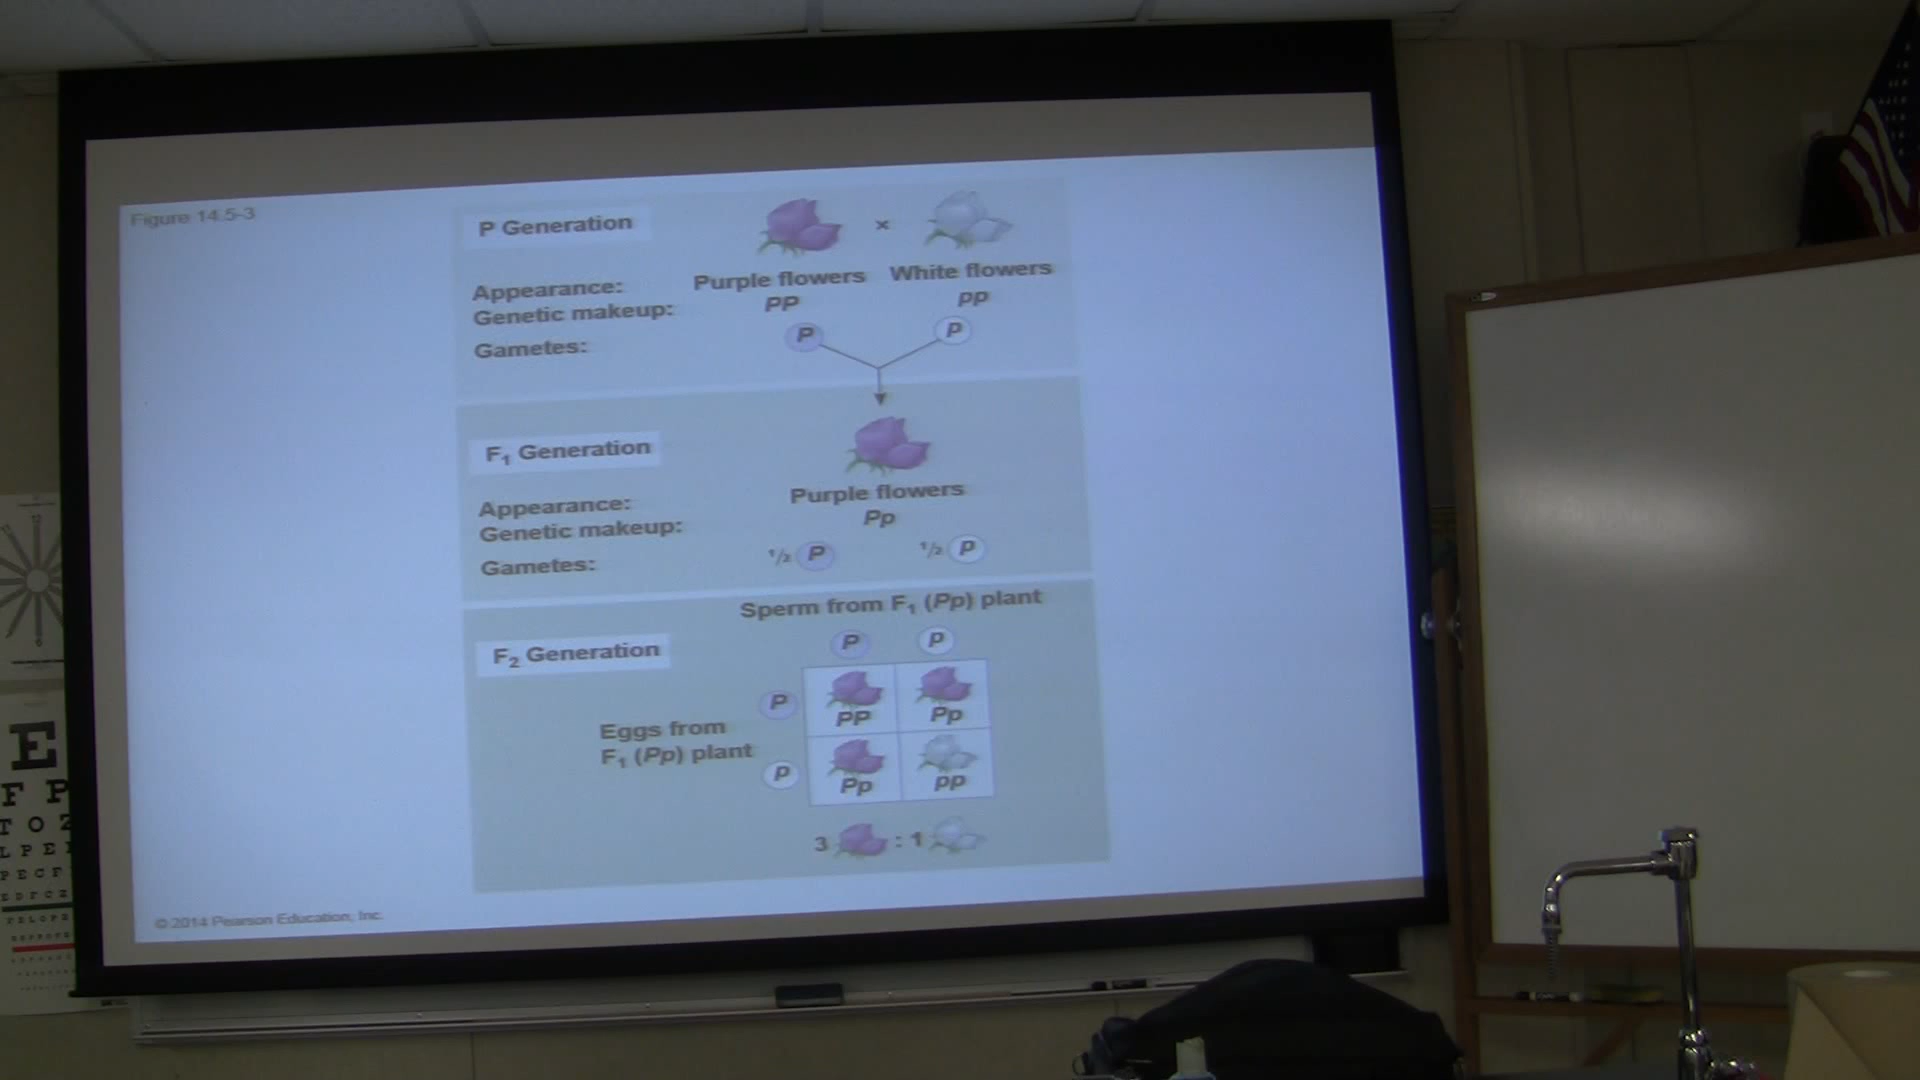 Figure 14.5-3
P Generation
×
Appearance:
Purple flowers
White flowers
Genetic makeup:
PP
pp
Gametes:
P
p
F1 Generation
Appearance:
Purple flowers
Genetic makeup:
Pp
Gametes:
1/2 P
1/2 p
Sperm from F1 (Pp) plant
F2 Generation
P
p
P
PP
Pp
Eggs from
F1 (Pp) plant
p
Pp
pp
3 : 1
© 2014 Pearson Education, Inc.
12
6
E
F P
T O Z
L P E
P E C F
E D F C Z